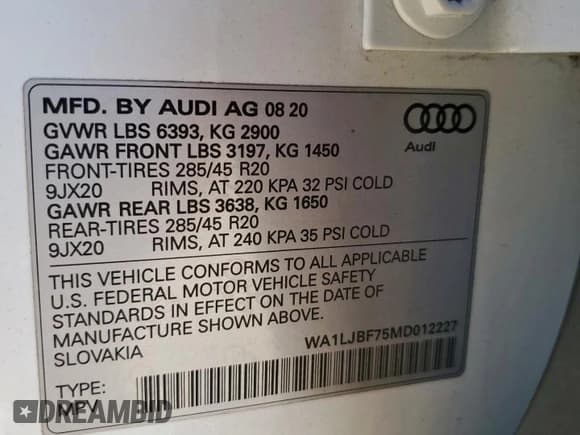 MFD. BY AUDI AG 08 20
GVWR LBS 6393, KG 2900
GAWR FRONT LBS 3197, KG 1450
FRONT-TIRES 285/45 R20
9JX20 RIMS, AT 220 KPA 32 PSI COLD
GAWR REAR LBS 3638, KG 1650
REAR-TIRES 285/45 R20
9JX20 RIMS, AT 240 KPA 35 PSI COLD
Audi
THIS VEHICLE CONFORMS TO ALL APPLICABLE
U.S. FEDERAL MOTOR VEHICLE SAFETY
STANDARDS IN EFFECT ON THE DATE OF
MANUFACTURE SHOWN ABOVE.
SLOVAKIA
WA1LJBF75MD012227
TYPE:
MPV
DREAMBID